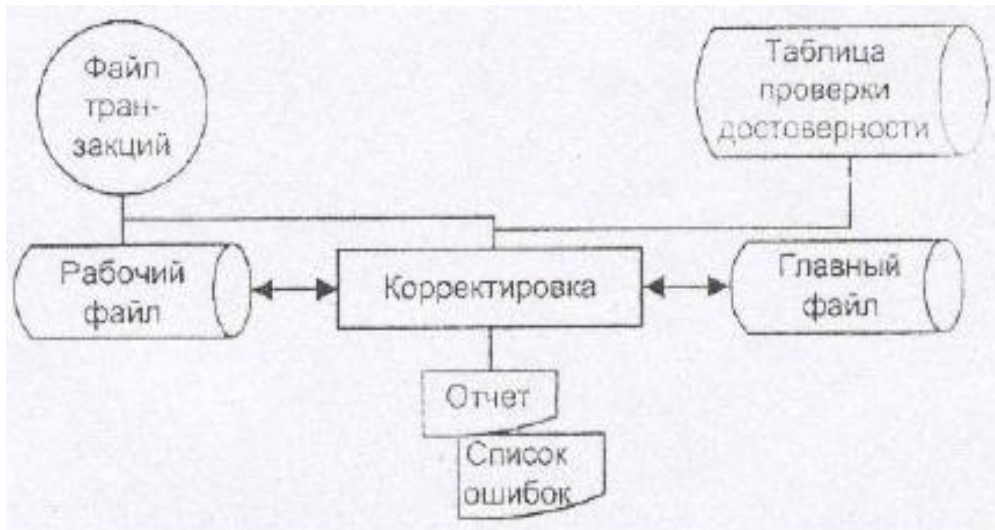 Файл
тран-
закций
Таблица
проверки
достоверности
Рабочий
файл
Корректировка
Главный
файл
Отчет
Список
ошибок